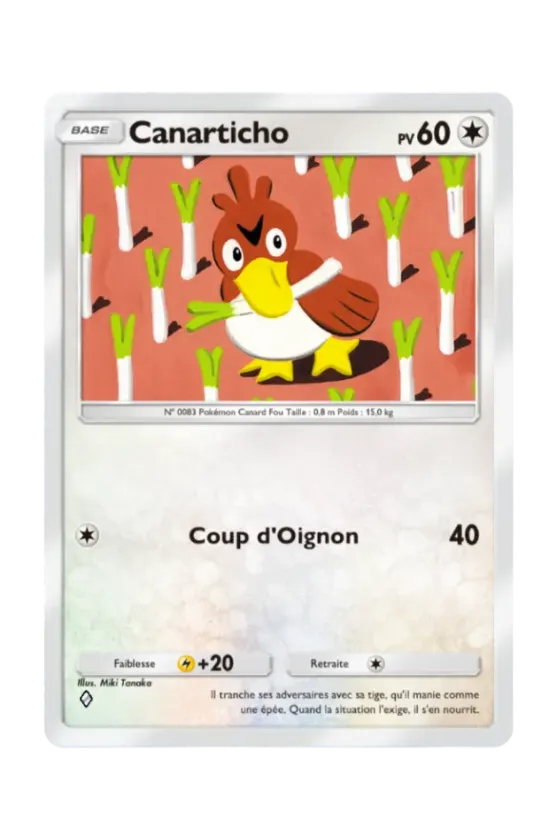 BASE Canarticho PV 60
N° 0083 Pokémon Canard Fou Taille : 0,8 m Poids : 15,0 kg
Coup d'Oignon 40
Faiblesse +20 Retraite
Illus. Miki Tanaka
Il tranche ses adversaires avec sa tige, qu'il manie comme
une épée. Quand la situation l'exige, il s'en nourrit.